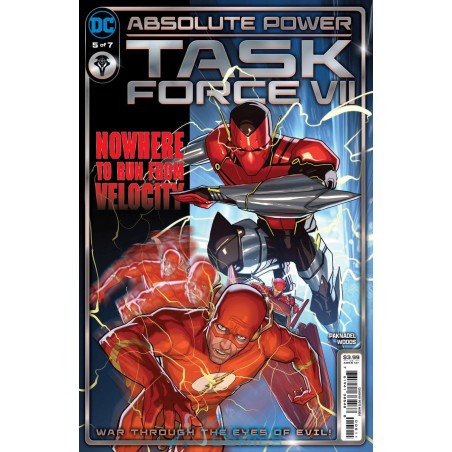 DC
5 of 7
ABSOLUTE POWER
TASK
FORCE VII
NOWHERE
TO RUN FROM
VELOCITY
PAKNADEL
WOODS
$3.99
WAR THROUGH THE EYES OF EVIL!